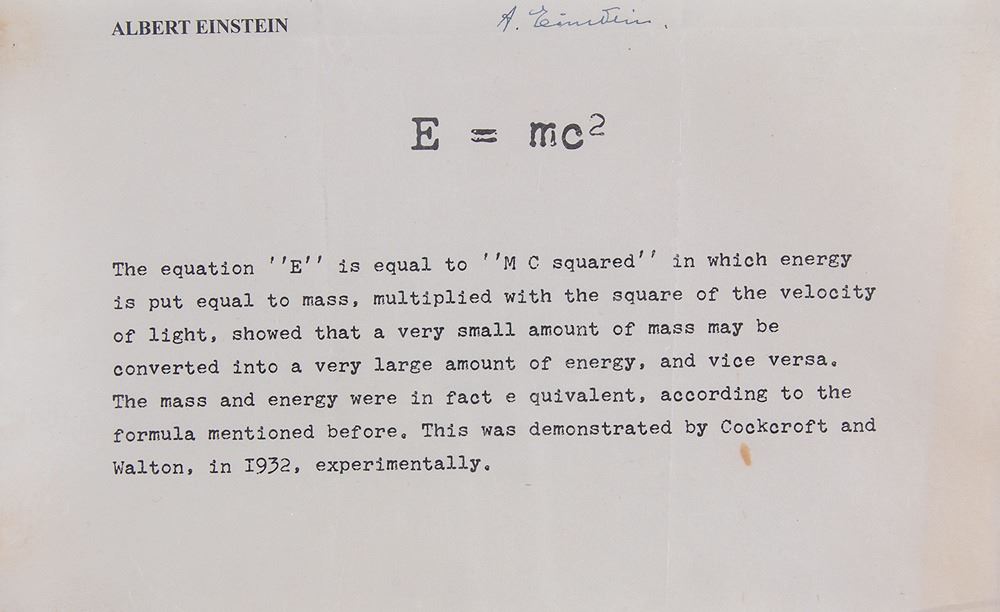 ALBERT EINSTEIN
A. Einstein.
E = mc²
The equation ''E'' is equal to ''M C squared'' in which energy
is put equal to mass, multiplied with the square of the velocity
of light, showed that a very small amount of mass may be
converted into a very large amount of energy, and vice versa.
The mass and energy were in fact e quivalent, according to the
formula mentioned before. This was demonstrated by Cockcroft and
Walton, in 1932, experimentally.